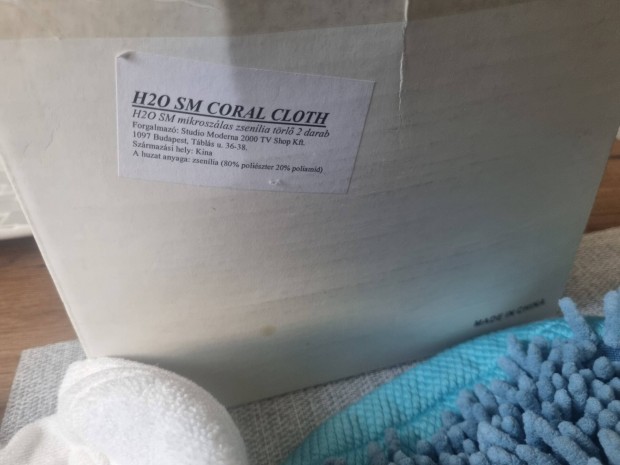 H2O SM CORAL CLOTH
H2O SM mikroszálas zsenilia törlő 2 darab
Forgalmazó: Studio Moderna 2000 TV Shop Kft.
1097 Budapest, Táblás u. 36-38.
Származási hely: Kína
A huzat anyaga: zsenília (80% poliészter 20% poliamid)
MADE IN CHINA